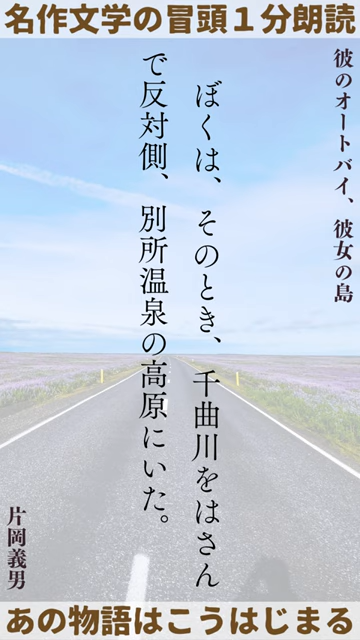 名作文学の冒頭１分朗読
彼のオートバイ、彼女の島
ぼくは、そのとき、千曲川をはさん
で反対側、別所温泉の高原にいた。
片岡義男
あの物語はこうはじまる